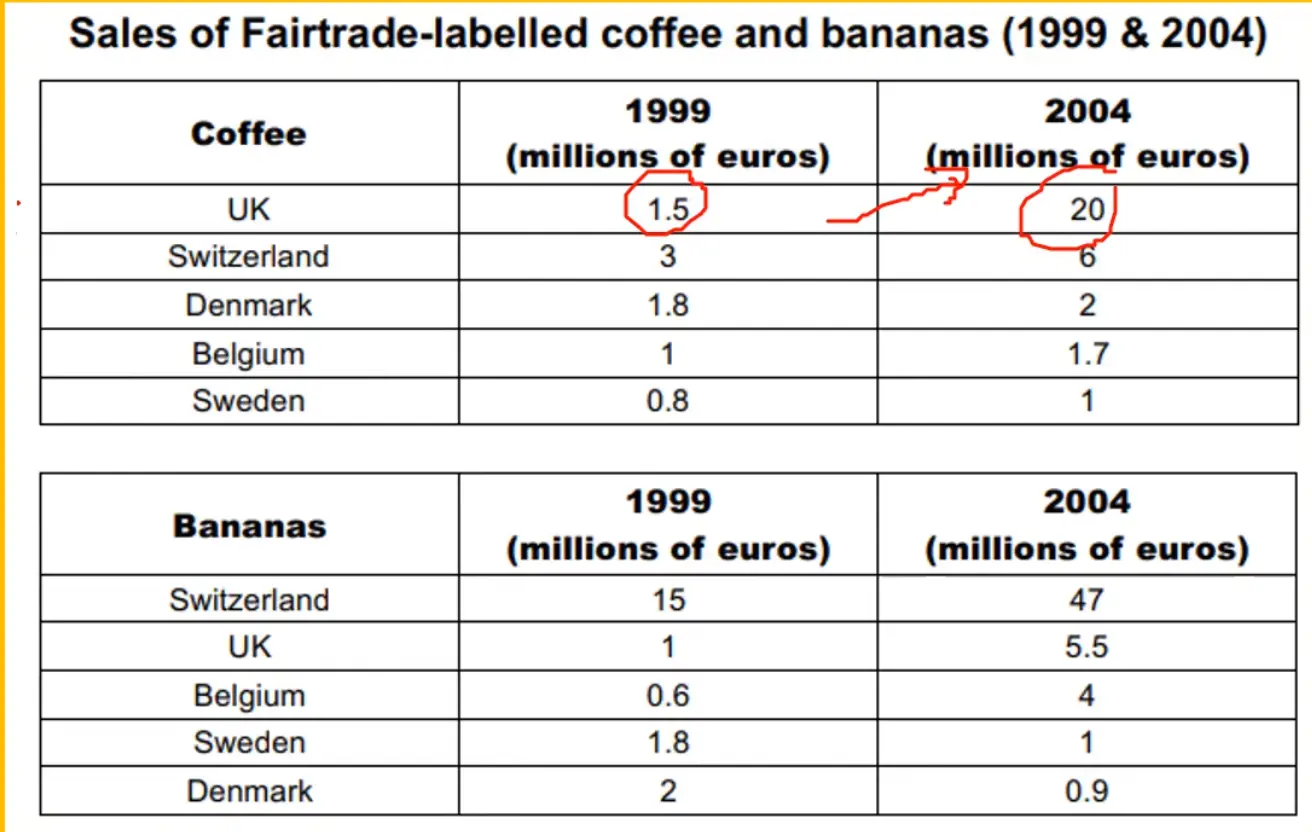 Sales of Fairtrade-labelled coffee and bananas (1999 & 2004)
Coffee 1999 (millions of euros) 2004 (millions of euros)
UK 1.5 20
Switzerland 3 6
Denmark 1.8 2
Belgium 1 1.7
Sweden 0.8 1
Bananas 1999 (millions of euros) 2004 (millions of euros)
Switzerland 15 47
UK 1 5.5
Belgium 0.6 4
Sweden 1.8 1
Denmark 2 0.9